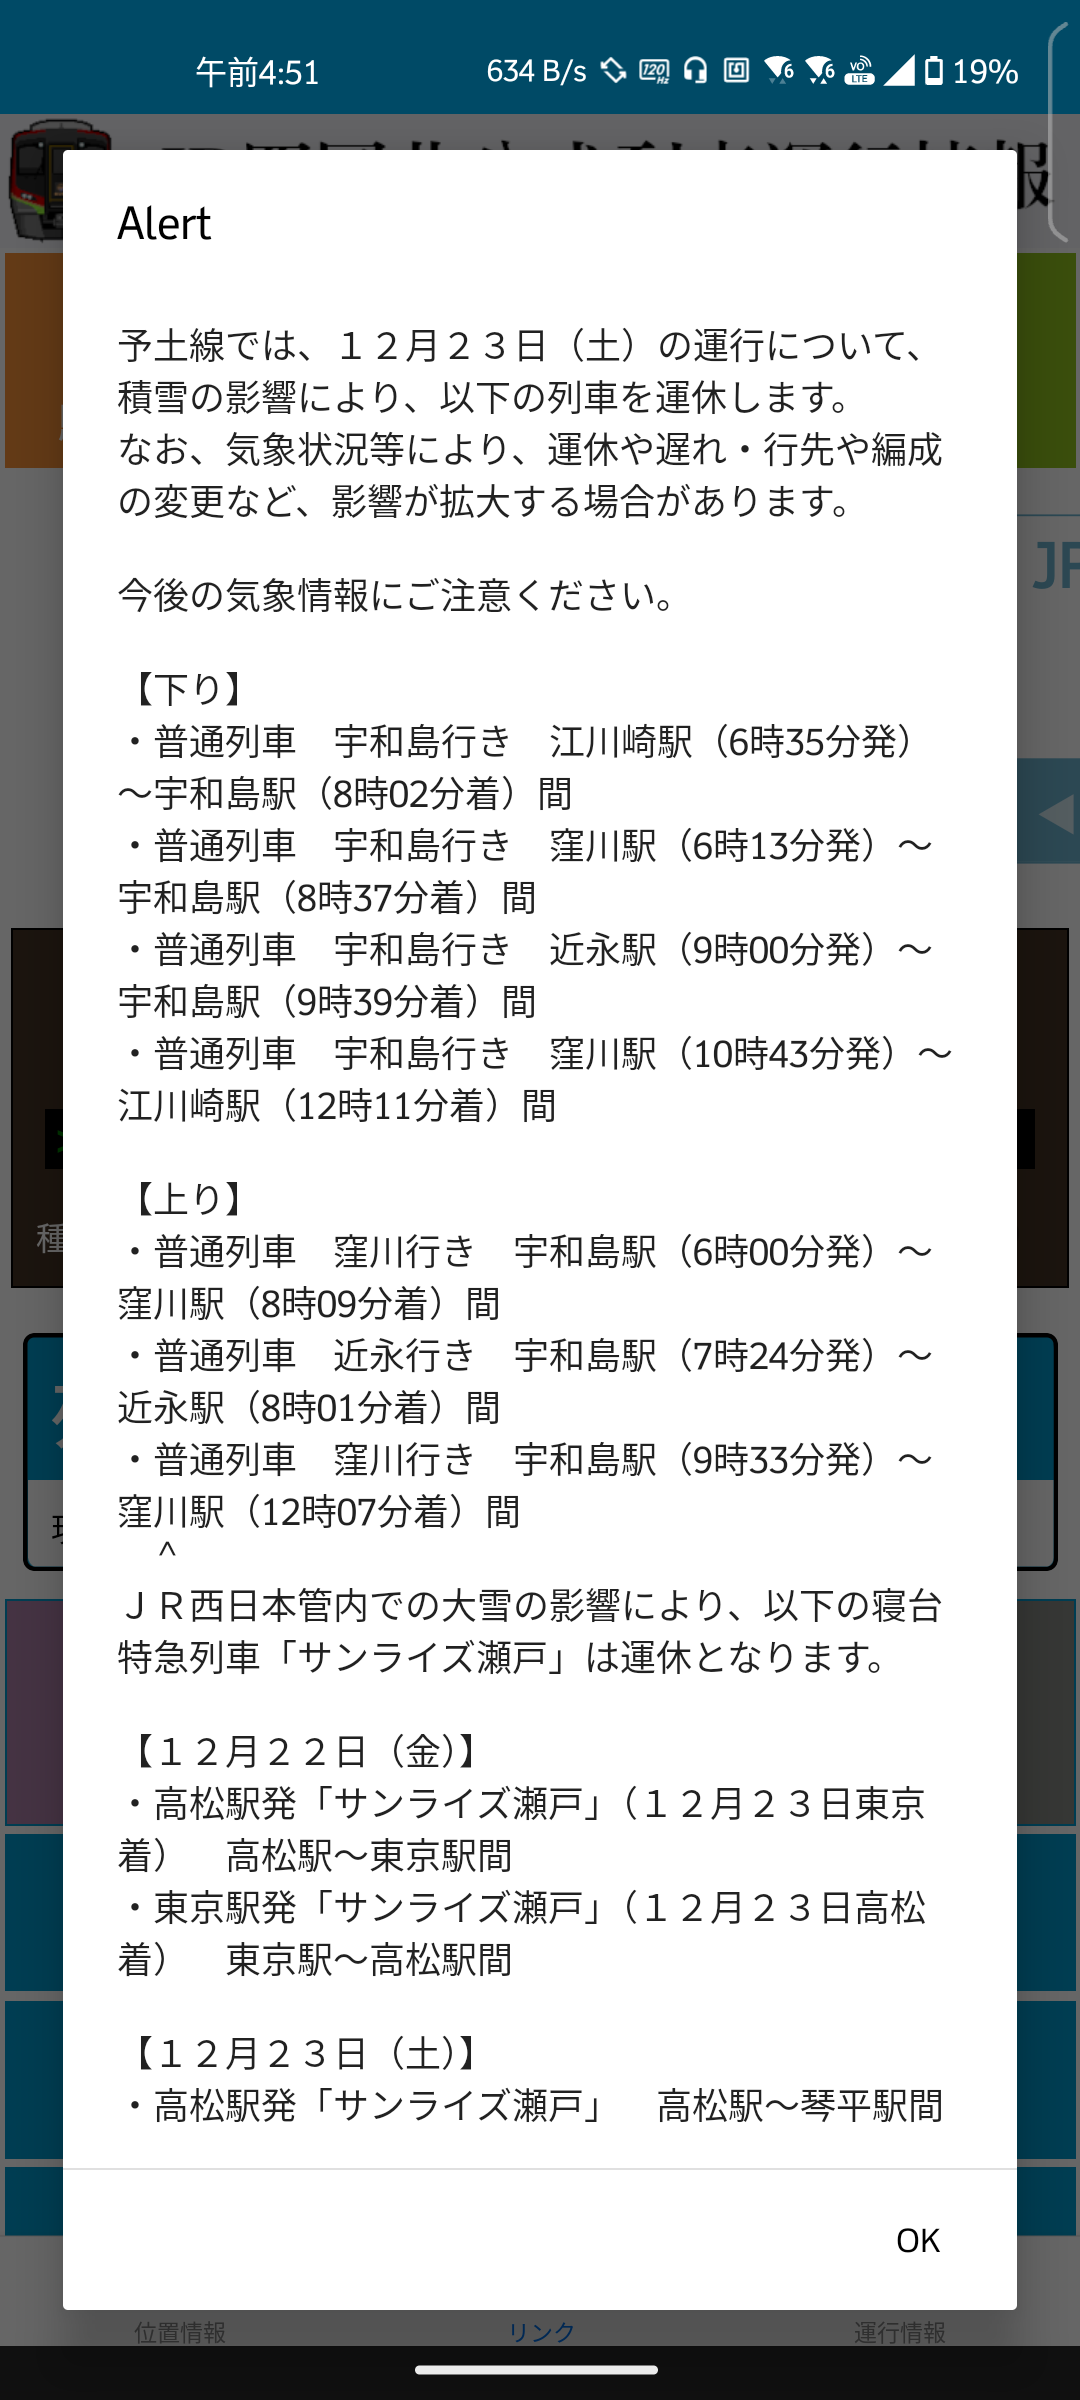 午前4:51 634 B/s 120 Hz 6 6 VO LTE 19%
報
Alert
予土線では、１２月２３日（土）の運行について、
積雪の影響により、以下の列車を運休します。
なお、気象状況等により、運休や遅れ・行先や編成
の変更など、影響が拡大する場合があります。
今後の気象情報にご注意ください。
【下り】
・普通列車　宇和島行き　江川崎駅（6時35分発）
～宇和島駅（8時02分着）間
・普通列車　宇和島行き　窪川駅（6時13分発）～
宇和島駅（8時37分着）間
・普通列車　宇和島行き　近永駅（9時00分発）～
宇和島駅（9時39分着）間
・普通列車　宇和島行き　窪川駅（10時43分発）～
江川崎駅（12時11分着）間
【上り】
・普通列車　窪川行き　宇和島駅（6時00分発）～
窪川駅（8時09分着）間
・普通列車　近永行き　宇和島駅（7時24分発）～
近永駅（8時01分着）間
・普通列車　窪川行き　宇和島駅（9時33分発）～
窪川駅（12時07分着）間
^
ＪＲ西日本管内での大雪の影響により、以下の寝台
特急列車「サンライズ瀬戸」は運休となります。
【１２月２２日（金）】
・高松駅発「サンライズ瀬戸」（１２月２３日東京
着）　高松駅～東京駅間
・東京駅発「サンライズ瀬戸」（１２月２３日高松
着）　東京駅～高松駅間
【１２月２３日（土）】
・高松駅発「サンライズ瀬戸」　高松駅～琴平駅間
OK
種
位置情報 リンク 運行情報